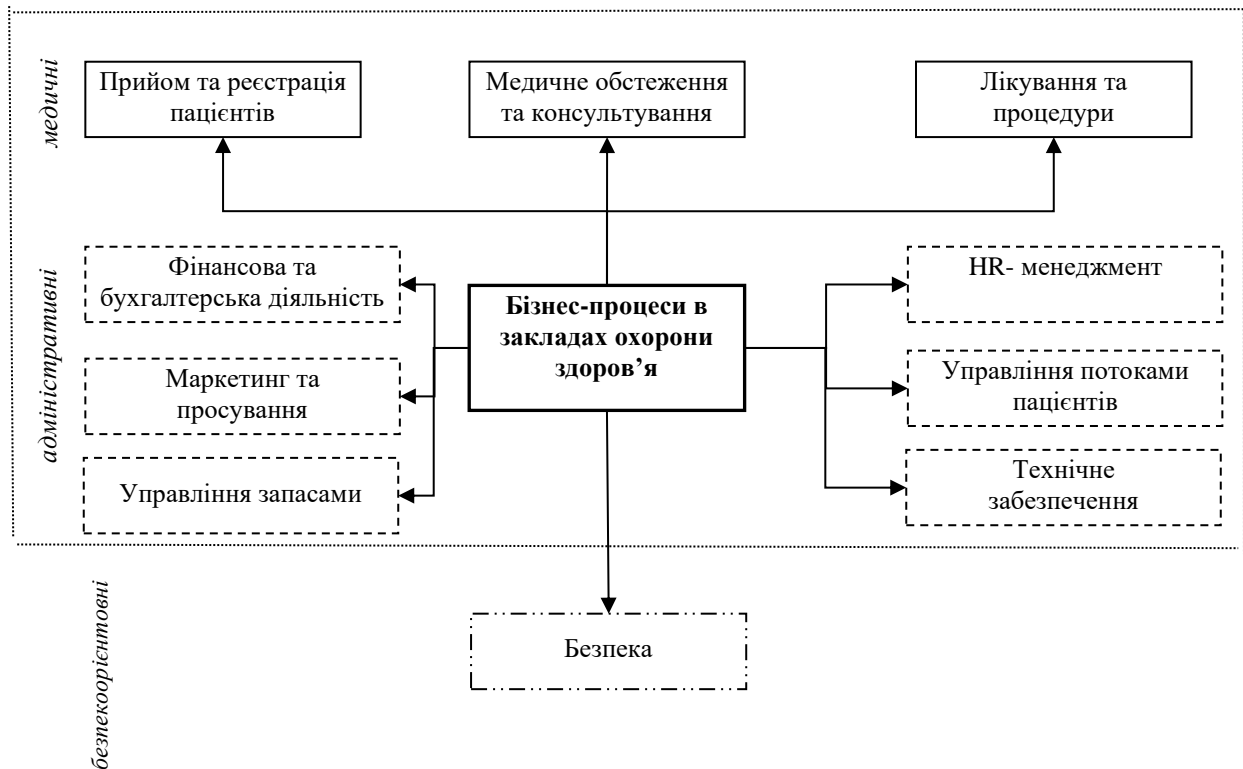 медичні
Прийом та реєстрація
пацієнтів
Медичне обстеження
та консультування
Лікування та
процедури
адміністративні
Фінансова та
бухгалтерська діяльність
Бізнес-процеси в
закладах охорони
здоров’я
HR- менеджмент
Маркетинг та
просування
Управління потоками
пацієнтів
Управління запасами
Технічне
забезпечення
безпекоорієнтовні
Безпека